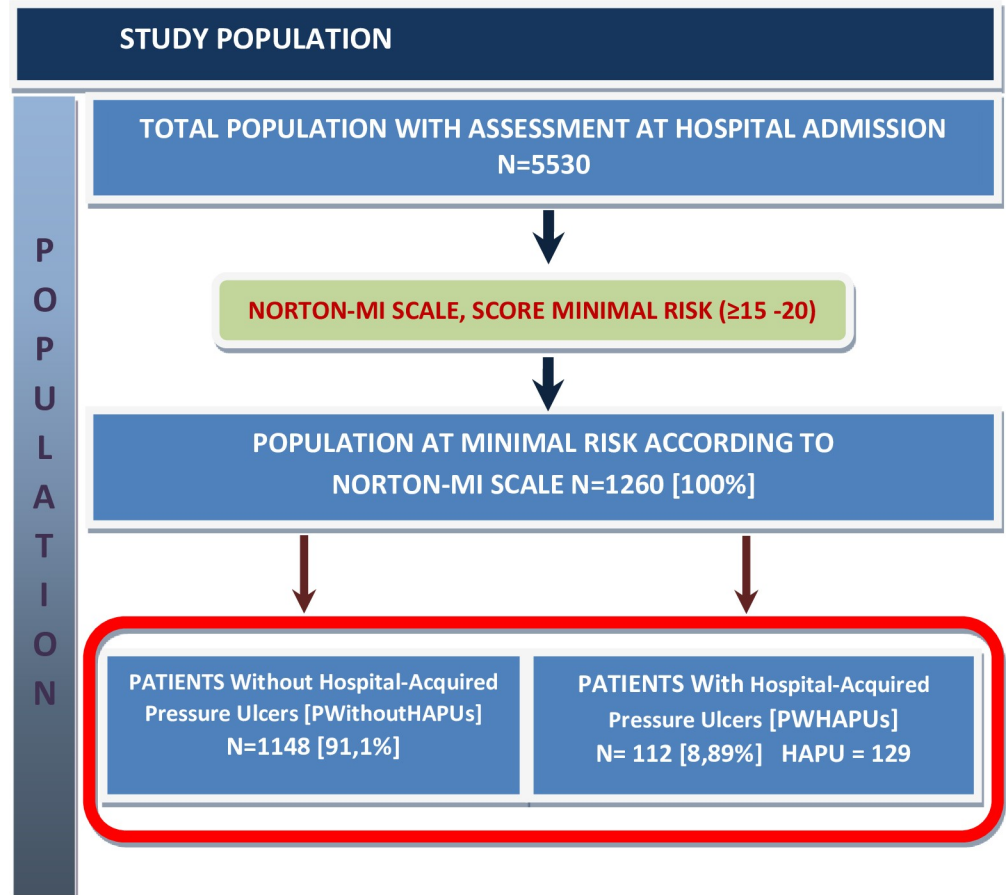 STUDY POPULATION
POPULATION
TOTAL POPULATION WITH ASSESSMENT AT HOSPITAL ADMISSION
N=5530
NORTON-MI SCALE, SCORE MINIMAL RISK (≥15 -20)
POPULATION AT MINIMAL RISK ACCORDING TO
NORTON-MI SCALE N=1260 [100%]
PATIENTS Without Hospital-Acquired
Pressure Ulcers [PWithoutHAPUs]
N=1148 [91,1%]
PATIENTS With Hospital-Acquired
Pressure Ulcers [PWHAPUs]
N= 112 [8,89%] HAPU = 129